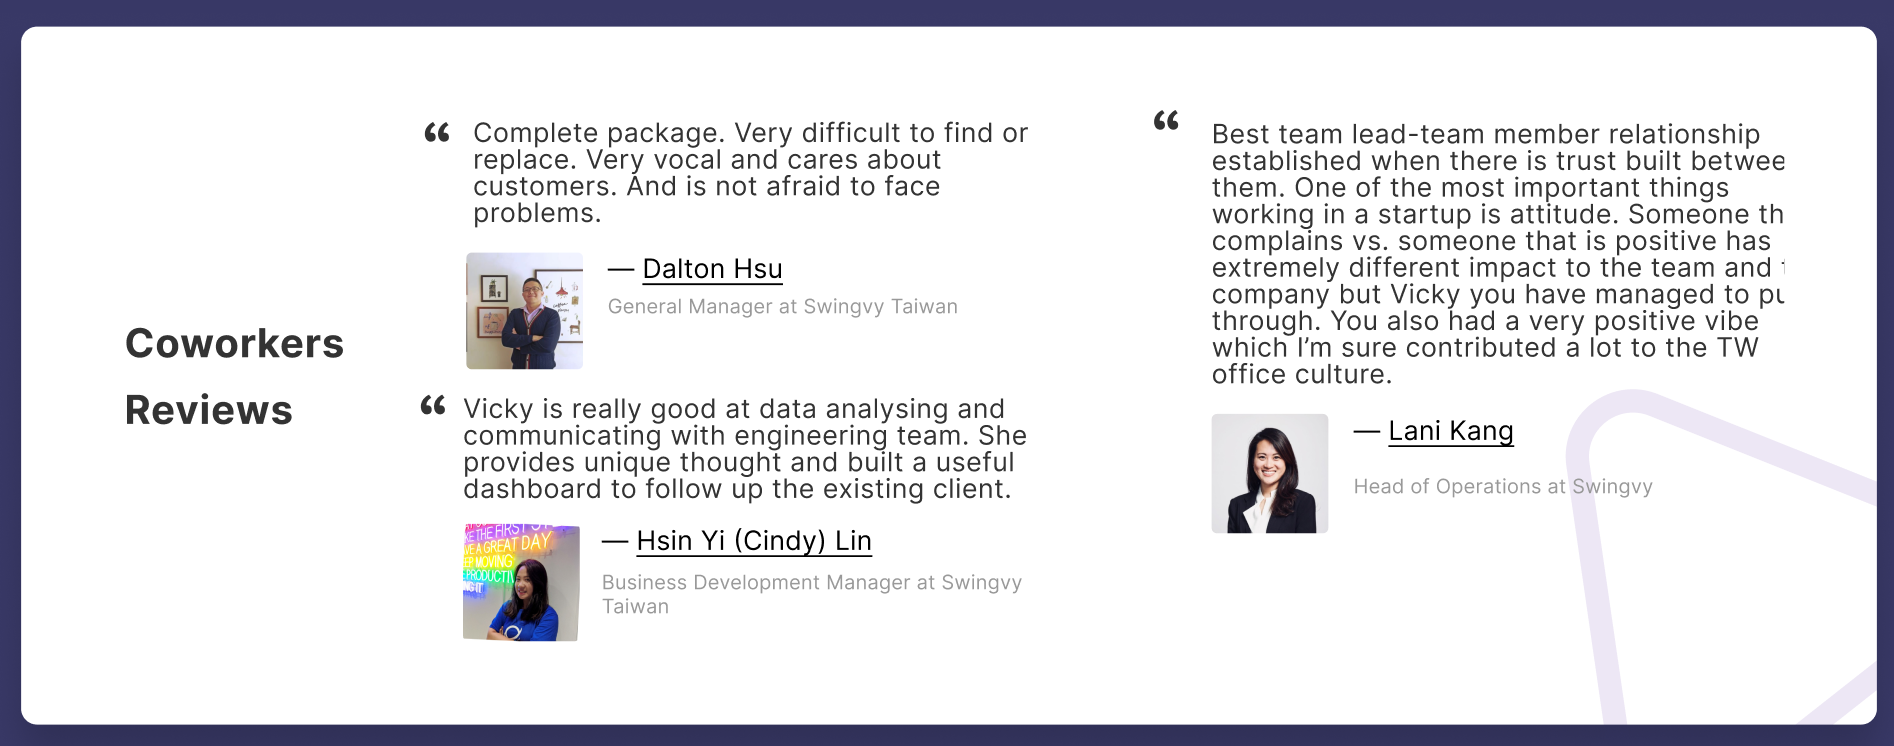 Coworkers
Reviews
“ Complete package. Very difficult to find or
replace. Very vocal and cares about
customers. And is not afraid to face
problems.
— Dalton Hsu
General Manager at Swingvy Taiwan
“ Vicky is really good at data analysing and
communicating with engineering team. She
provides unique thought and built a useful
dashboard to follow up the existing client.
THE FIRST
A GREAT DAY
MOVING
— Hsin Yi (Cindy) Lin
Business Development Manager at Swingvy
Taiwan
“ Best team lead-team member relationship
established when there is trust built betwee
them. One of the most important things
working in a startup is attitude. Someone th
complains vs. someone that is positive has
extremely different impact to the team and
company but Vicky you have managed to pu
through. You also had a very positive vibe
which I’m sure contributed a lot to the TW
office culture.
— Lani Kang
Head of Operations at Swingvy